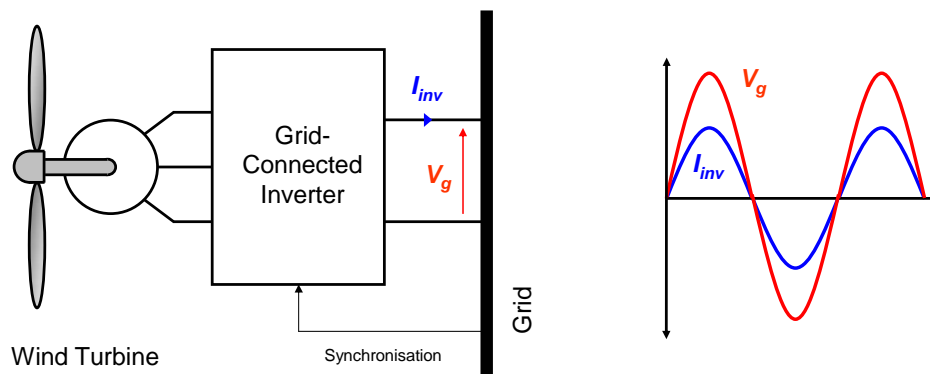 I_inv
V_g
Grid-
Connected
Inverter
V_g
I_inv
Grid
Synchronisation
Wind Turbine